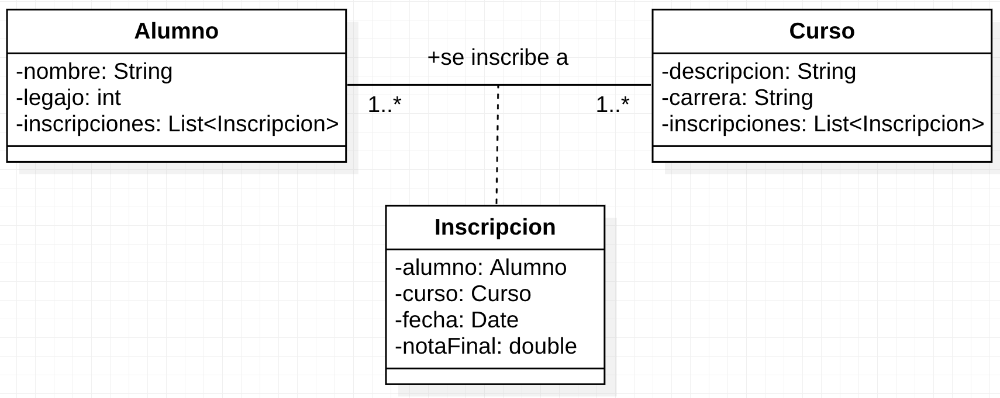 Alumno
-nombre: String
-legajo: int
-inscripciones: List<Inscripcion>
+se inscribe a
1..*
1..*
Curso
-descripcion: String
-carrera: String
-inscripciones: List<Inscripcion>
Inscripcion
-alumno: Alumno
-curso: Curso
-fecha: Date
-notaFinal: double